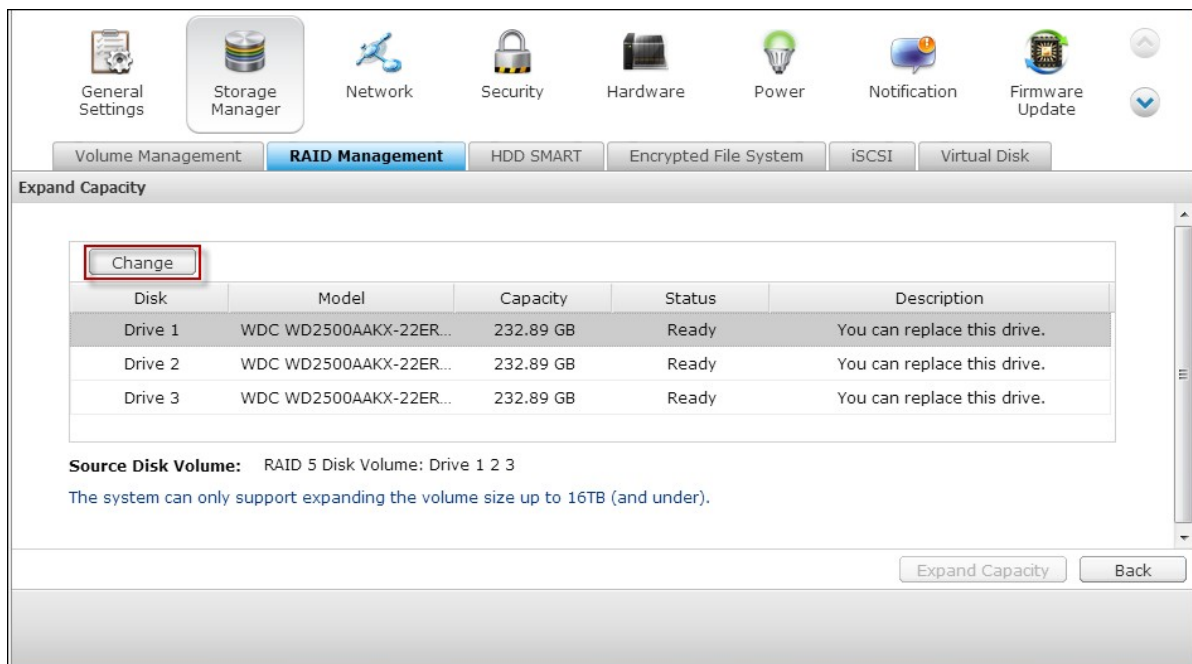 General Settings
Storage Manager
Network
Security
Hardware
Power
Notification
Firmware Update
Volume Management
RAID Management
HDD SMART
Encrypted File System
iSCSI
Virtual Disk
Expand Capacity
Change
Disk Model Capacity Status Description
Drive 1 WDC WD2500AAKX-22ER... 232.89 GB Ready You can replace this drive.
Drive 2 WDC WD2500AAKX-22ER... 232.89 GB Ready You can replace this drive.
Drive 3 WDC WD2500AAKX-22ER... 232.89 GB Ready You can replace this drive.
Source Disk Volume: RAID 5 Disk Volume: Drive 1 2 3
The system can only support expanding the volume size up to 16TB (and under).
Expand Capacity
Back